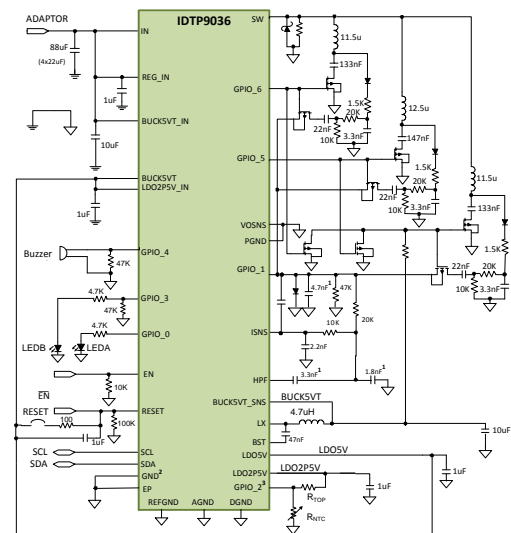 IDTP9036
ADAPTOR
IN
SW
88uF
(4x22uF)
11.5u
133nF
REG_IN
GPIO_6
1uF
1.5K
12.5u
22nF
20K
BUCK5VT_IN
10K
3.3nF
147nF
10uF
GPIO_5
1.5K
11.5u
BUCK5VT
20K
LDO2P5V_IN
22nF
133nF
10K
3.3nF
1uF
VOSNS
PGND
1.5K
Buzzer
GPIO_4
47K
GPIO_1
22nF
20K
4.7nF1
47K
10K
3.3nF
4.7K
GPIO_3
47K
20K
4.7K
ISNS
10K
GPIO_0
2.2nF
LEDB
LEDA
EN
3.3nF1
1.8nF1
HPF
10K
EN
BUCK5VT_SNS
BUCK5VT
RESET
100
RESET
4.7uH
100K
LX
10uF
1uF
BST
47nF
SCL
SCL
LDO5V
LDO5V
SDA
SDA
1uF
GND2
LDO2P5V
LDO2P5V
EP
GPIO_23
RTOP
1uF
REFGND
AGND
DGND
RNTC